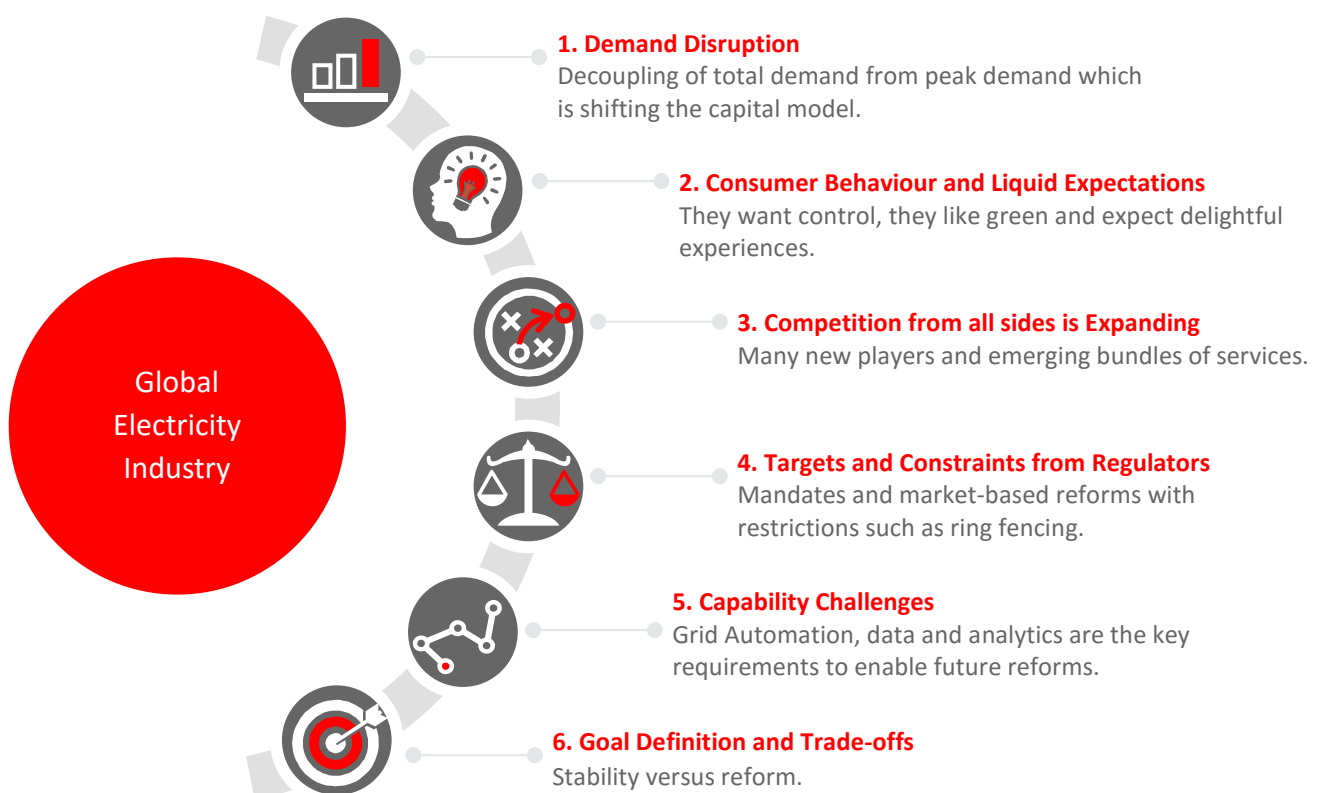 1. Demand Disruption
Decoupling of total demand from peak demand which
is shifting the capital model.
2. Consumer Behaviour and Liquid Expectations
They want control, they like green and expect delightful
experiences.
3. Competition from all sides is Expanding
Many new players and emerging bundles of services.
Global
Electricity
Industry
4. Targets and Constraints from Regulators
Mandates and market-based reforms with
restrictions such as ring fencing.
5. Capability Challenges
Grid Automation, data and analytics are the key
requirements to enable future reforms.
6. Goal Definition and Trade-offs
Stability versus reform.